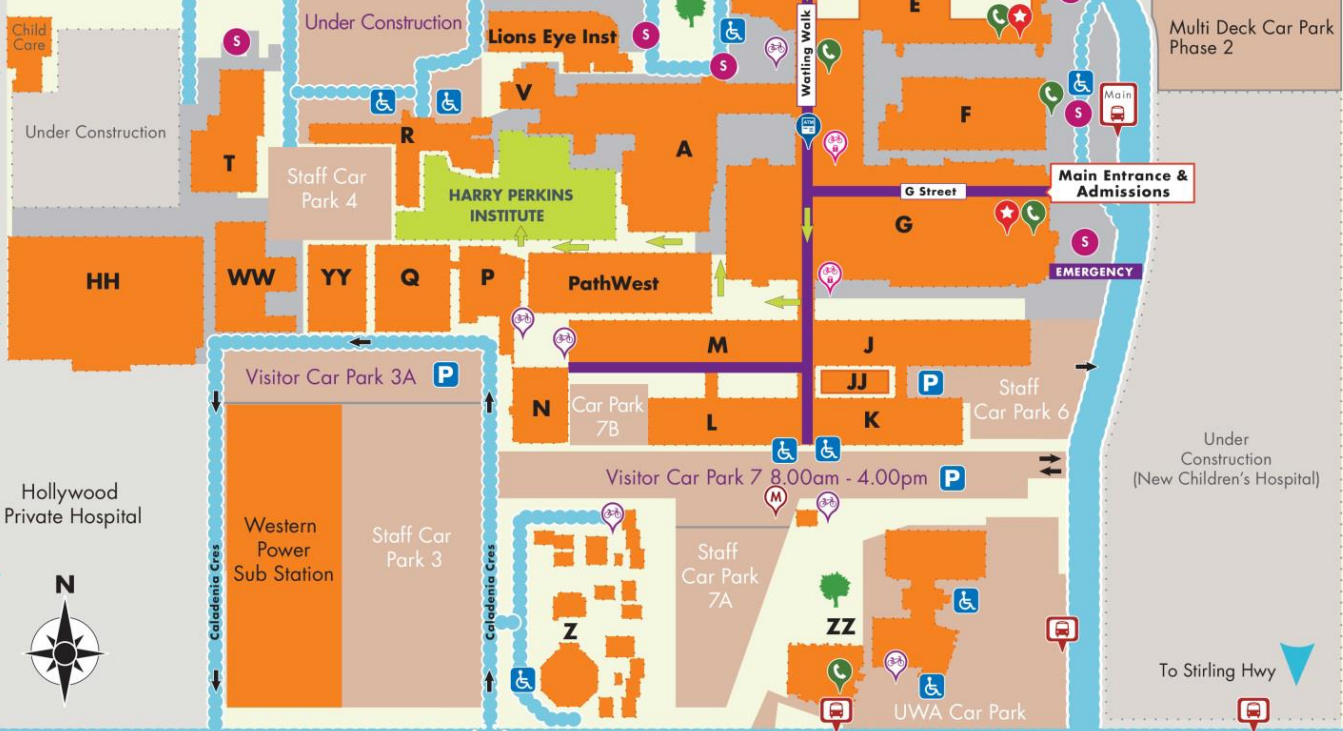 Child
Care
Under Construction
S
Lions Eye Inst
S
S
Watling Walk
E
Multi Deck Car Park
Phase 2
Under Construction
T
R
V
A
ATM
F
S
Main
Staff Car
Park 4
HARRY PERKINS
INSTITUTE
G Street
Main Entrance &
Admissions
G
S
EMERGENCY
HH
WW
YY
Q
P
PathWest
M
J
Visitor Car Park 3A P
N
Car Park
7B
L
JJ
K
P
Staff
Car Park 6
Visitor Car Park 7 8.00am - 4.00pm P
M
Under
Construction
(New Children's Hospital)
Hollywood
Private Hospital
Western
Power
Sub Station
Staff Car
Park 3
Caladenia Cres
Caladenia Cres
Staff
Car Park
7A
N
Z
ZZ
UWA Car Park
To Stirling Hwy